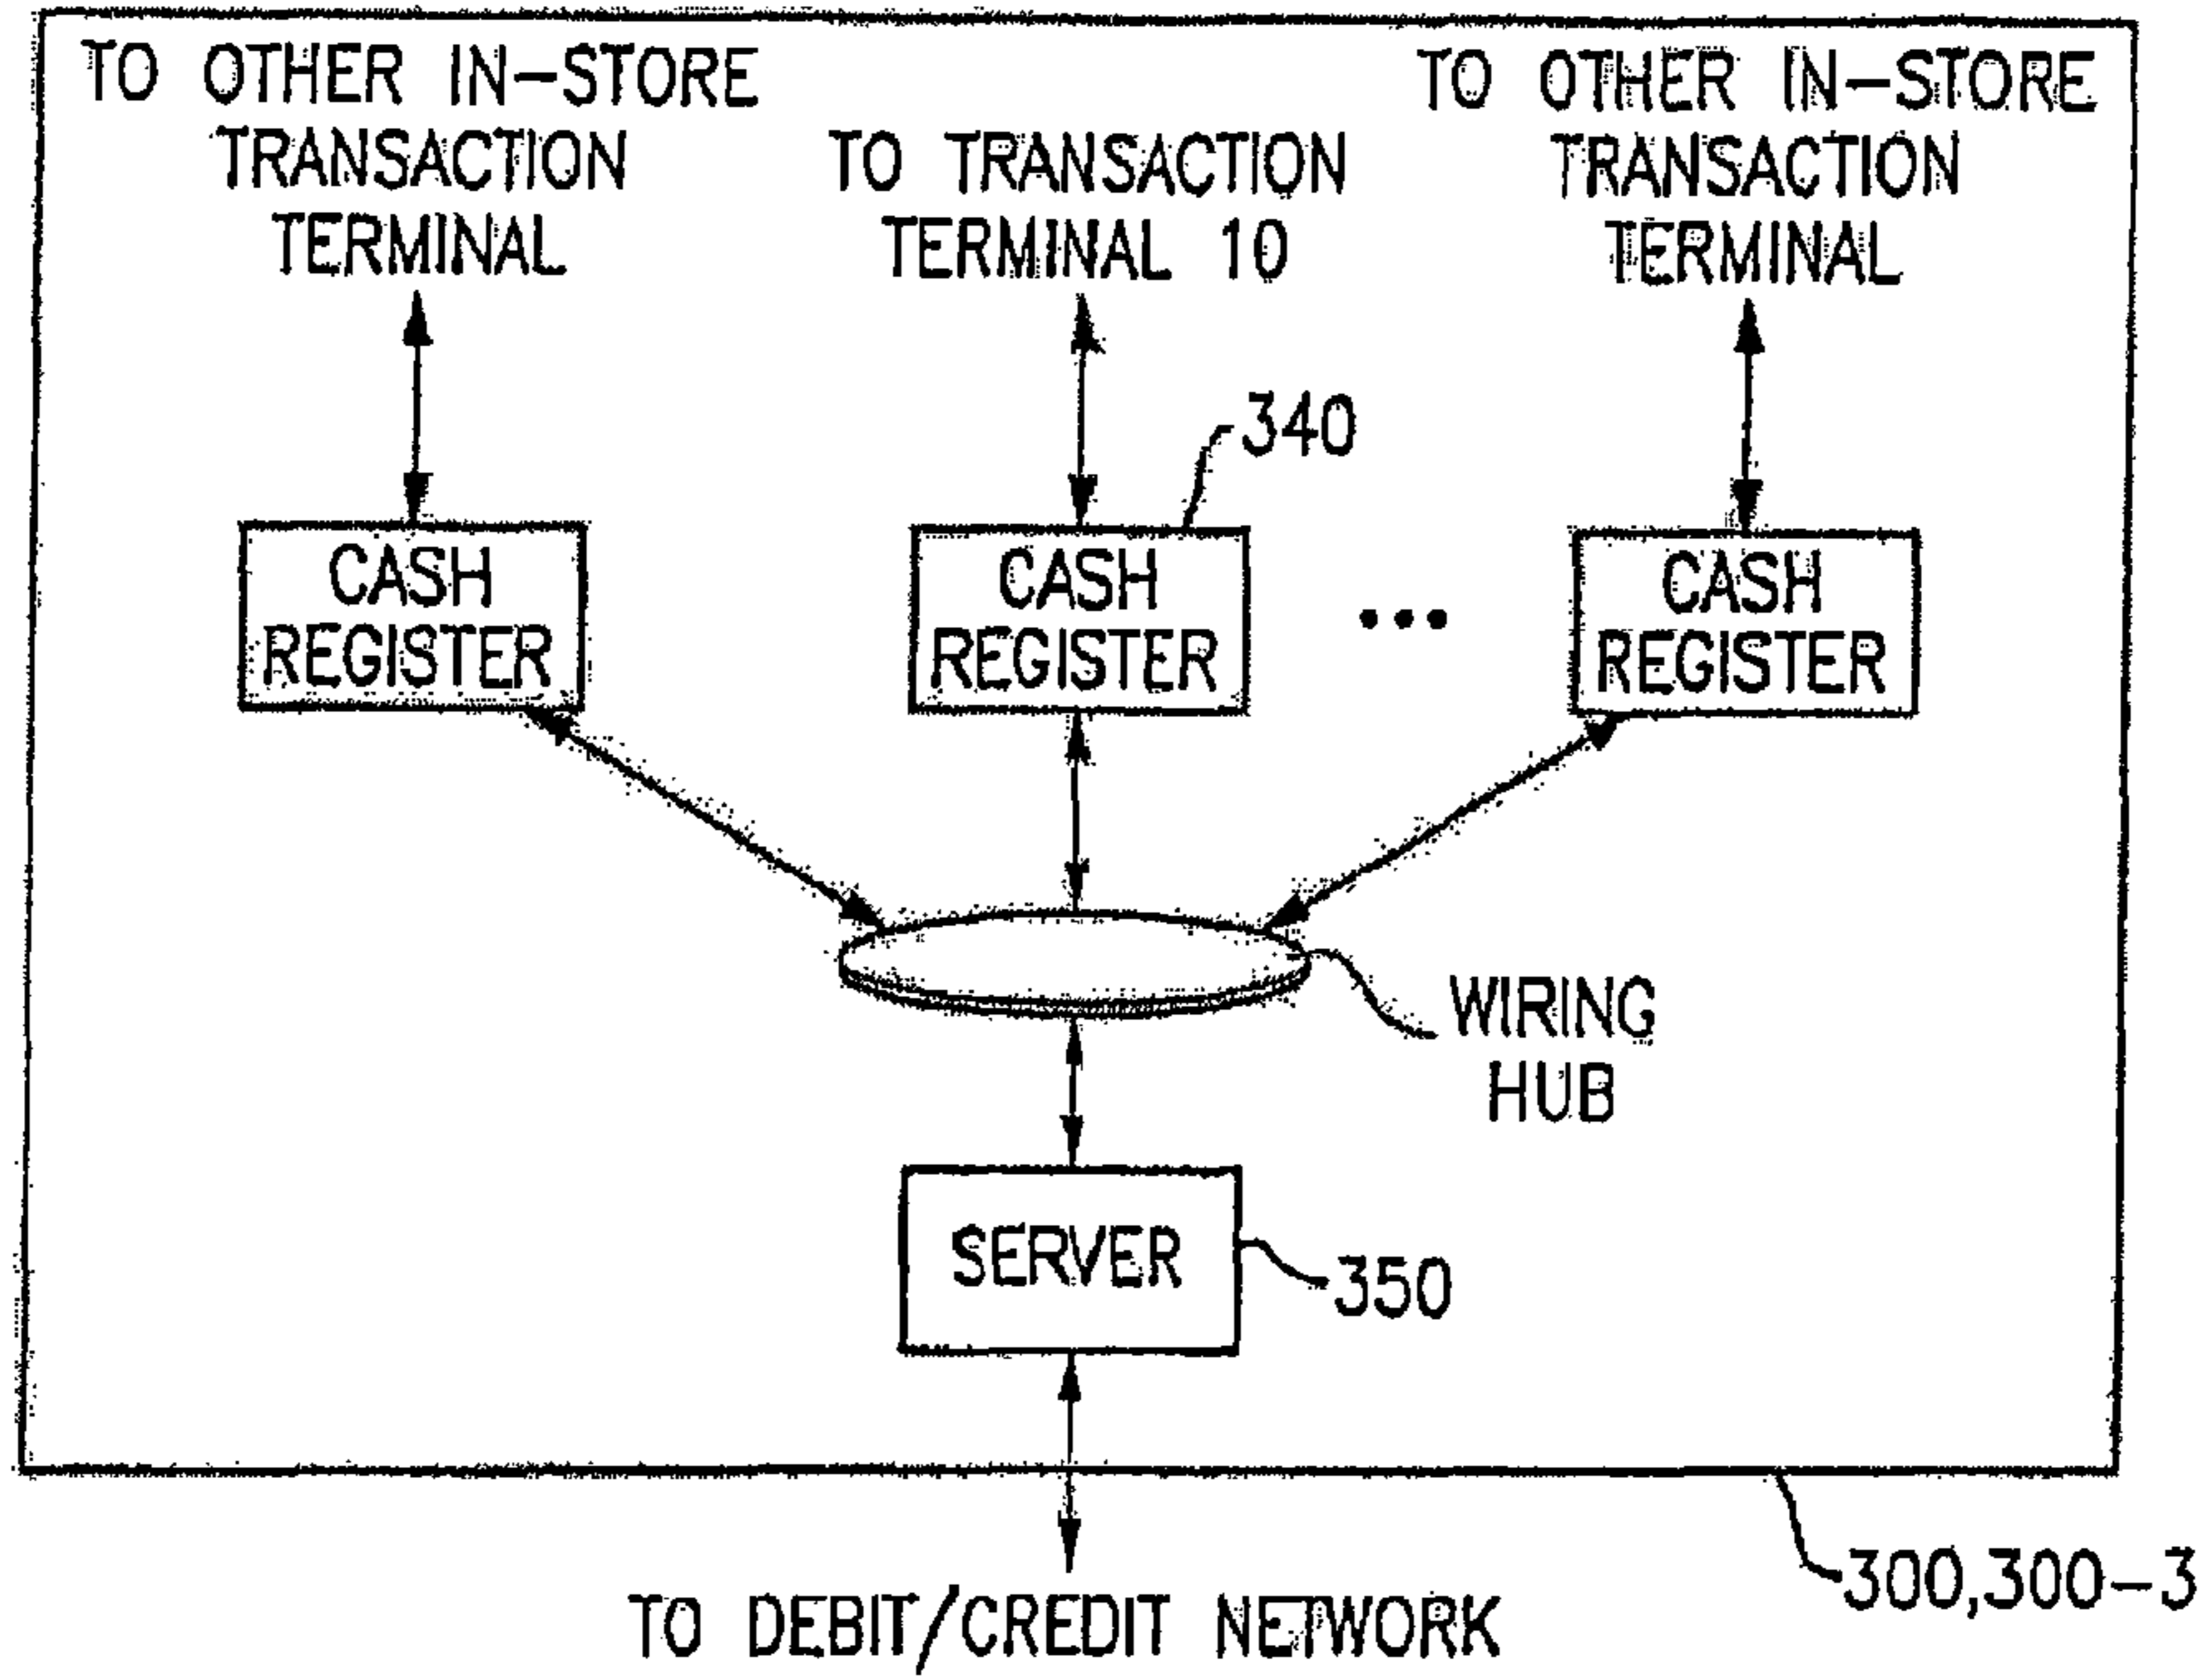 TO OTHER IN-STORE
TRANSACTION
TERMINAL
TO TRANSACTION
TERMINAL 10
TO OTHER IN-STORE
TRANSACTION
TERMINAL
340
CASH
REGISTER
CASH
REGISTER
CASH
REGISTER
WIRING
HUB
SERVER
350
300,300-3
TO DEBIT/CREDIT NETWORK